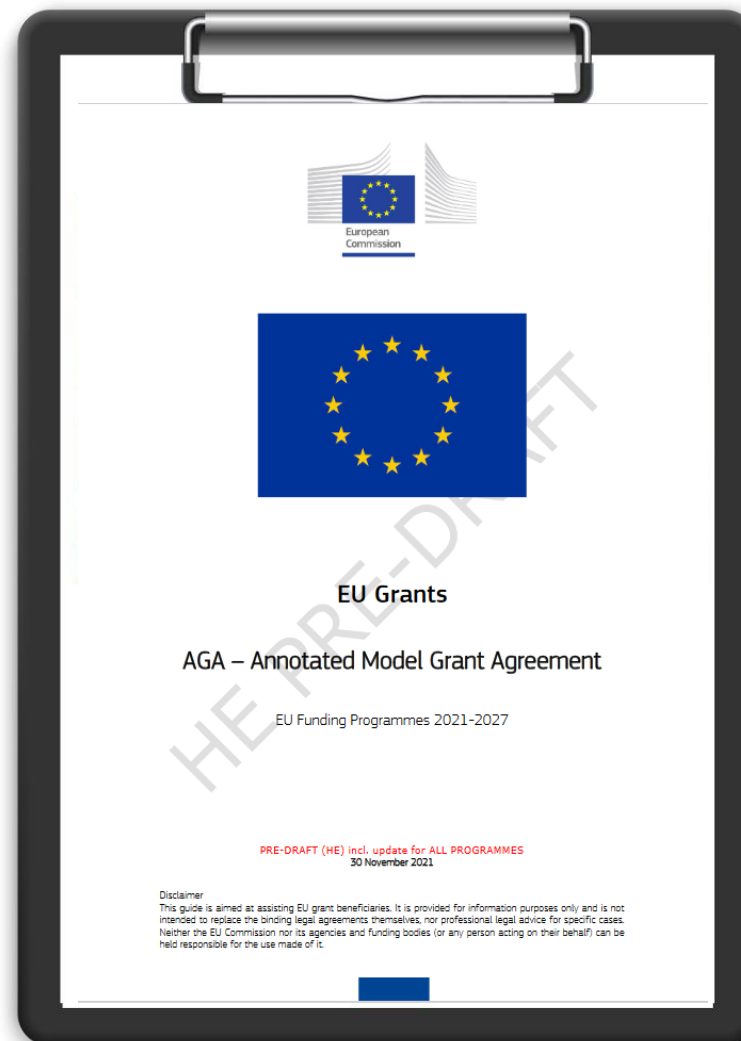 European
Commission
HE PRE-DRAFT
EU Grants
AGA – Annotated Model Grant Agreement
EU Funding Programmes 2021-2027
PRE-DRAFT (HE) incl. update for ALL PROGRAMMES
30 November 2021
Disclaimer
This guide is aimed at assisting EU grant beneficiaries. It is provided for information purposes only and is not
intended to replace the binding legal agreements themselves, nor professional legal advice for specific cases.
Neither the EU Commission nor its agencies and funding bodies (or any person acting on their behalf) can be
held responsible for the use made of it.